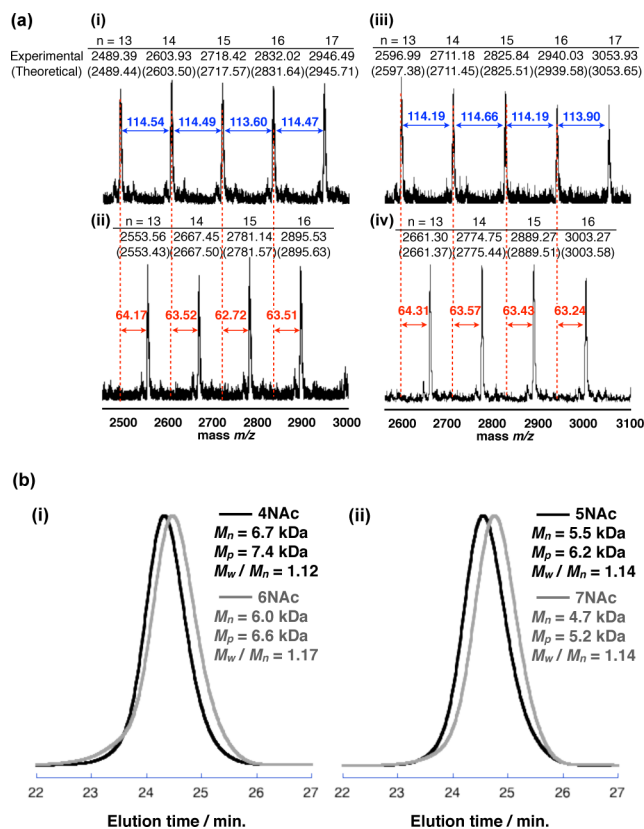 (a) (i)
n = 13 14 15 16 17
Experimental 2489.39 2603.93 2718.42 2832.02 2946.49
(Theoretical) (2489.44) (2603.50) (2717.57) (2831.64) (2945.71)
114.54 114.49 113.60 114.47
(ii) n = 13 14 15 16
2553.56 2667.45 2781.14 2895.53
(2553.43) (2667.50) (2781.57) (2895.63)
64.17 63.52 62.72 63.51
2500 2600 2700 2800 2900 3000
mass m/z
(iii)
n = 13 14 15 16 17
2596.99 2711.18 2825.84 2940.03 3053.93
(2597.38) (2711.45) (2825.51) (2939.58) (3053.65)
114.19 114.66 114.19 113.90
(iv) n = 13 14 15 16
2661.30 2774.75 2889.27 3003.27
(2661.37) (2775.44) (2889.51) (3003.58)
64.31 63.57 63.43 63.24
2600 2700 2800 2900 3000 3100
mass m/z
(b)
(i)
4NAc
Mn = 6.7 kDa
Mp = 7.4 kDa
Mw / Mn = 1.12
6NAc
Mn = 6.0 kDa
Mp = 6.6 kDa
Mw / Mn = 1.17
22 23 24 25 26 27
Elution time / min.
(ii)
5NAc
Mn = 5.5 kDa
Mp = 6.2 kDa
Mw / Mn = 1.14
7NAc
Mn = 4.7 kDa
Mp = 5.2 kDa
Mw / Mn = 1.14
22 23 24 25 26 27
Elution time / min.